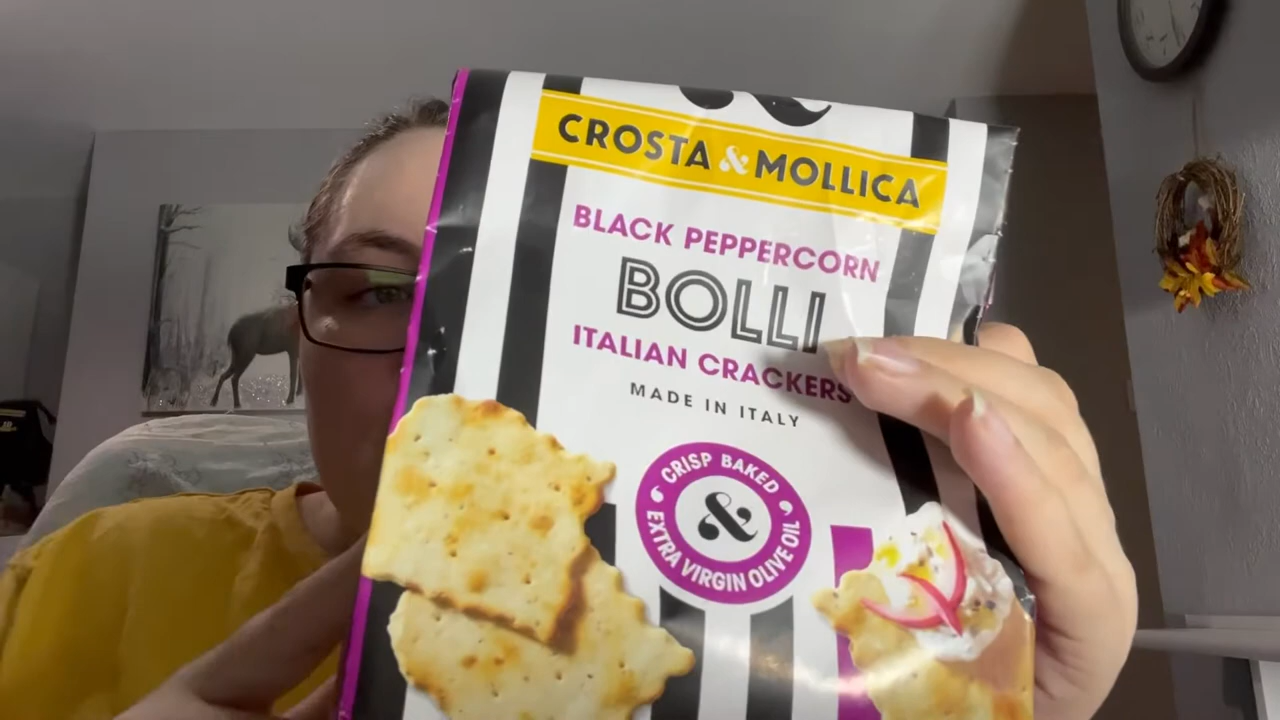 CROSTA & MOLLICA
BLACK PEPPERCORN
BOLLI
ITALIAN CRACKERS
MADE IN ITALY
CRISP BAKED
&
EXTRA VIRGIN OLIVE OIL